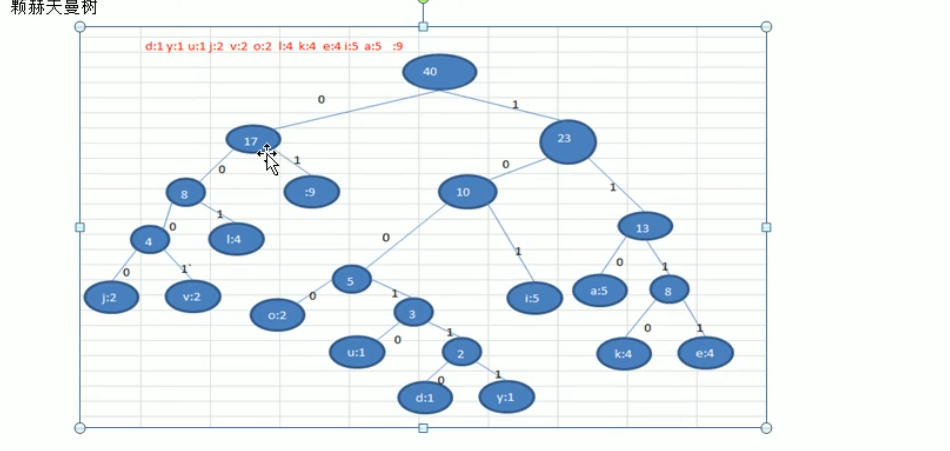 颗赫夫曼树
d:1 y:1 u:1 j:2 v:2 o:2 l:4 k:4 e:4 i:5 a:5 :9
40
0 1
17 23
0 1 0 1
8 :9 10 13
0 1 0 1 0 1
4 l:4 5 i:5 a:5 8
0 1` 0 1 0 1
j:2 v:2 o:2 3 k:4 e:4
0 1
u:1 2
0 1
d:1 y:1